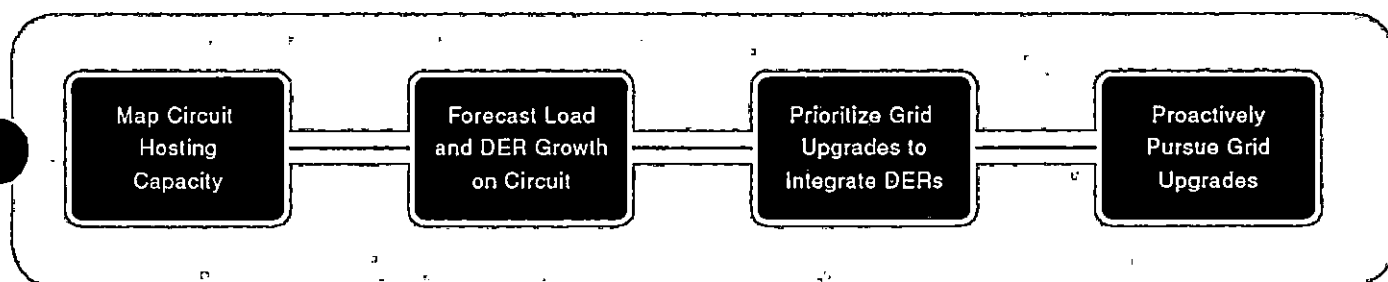 Map Circuit
Hosting
Capacity
Forecast Load
and DER Growth
on Circuit
Prioritize Grid
Upgrades to
Integrate DERs
Proactively
Pursue Grid
Upgrades